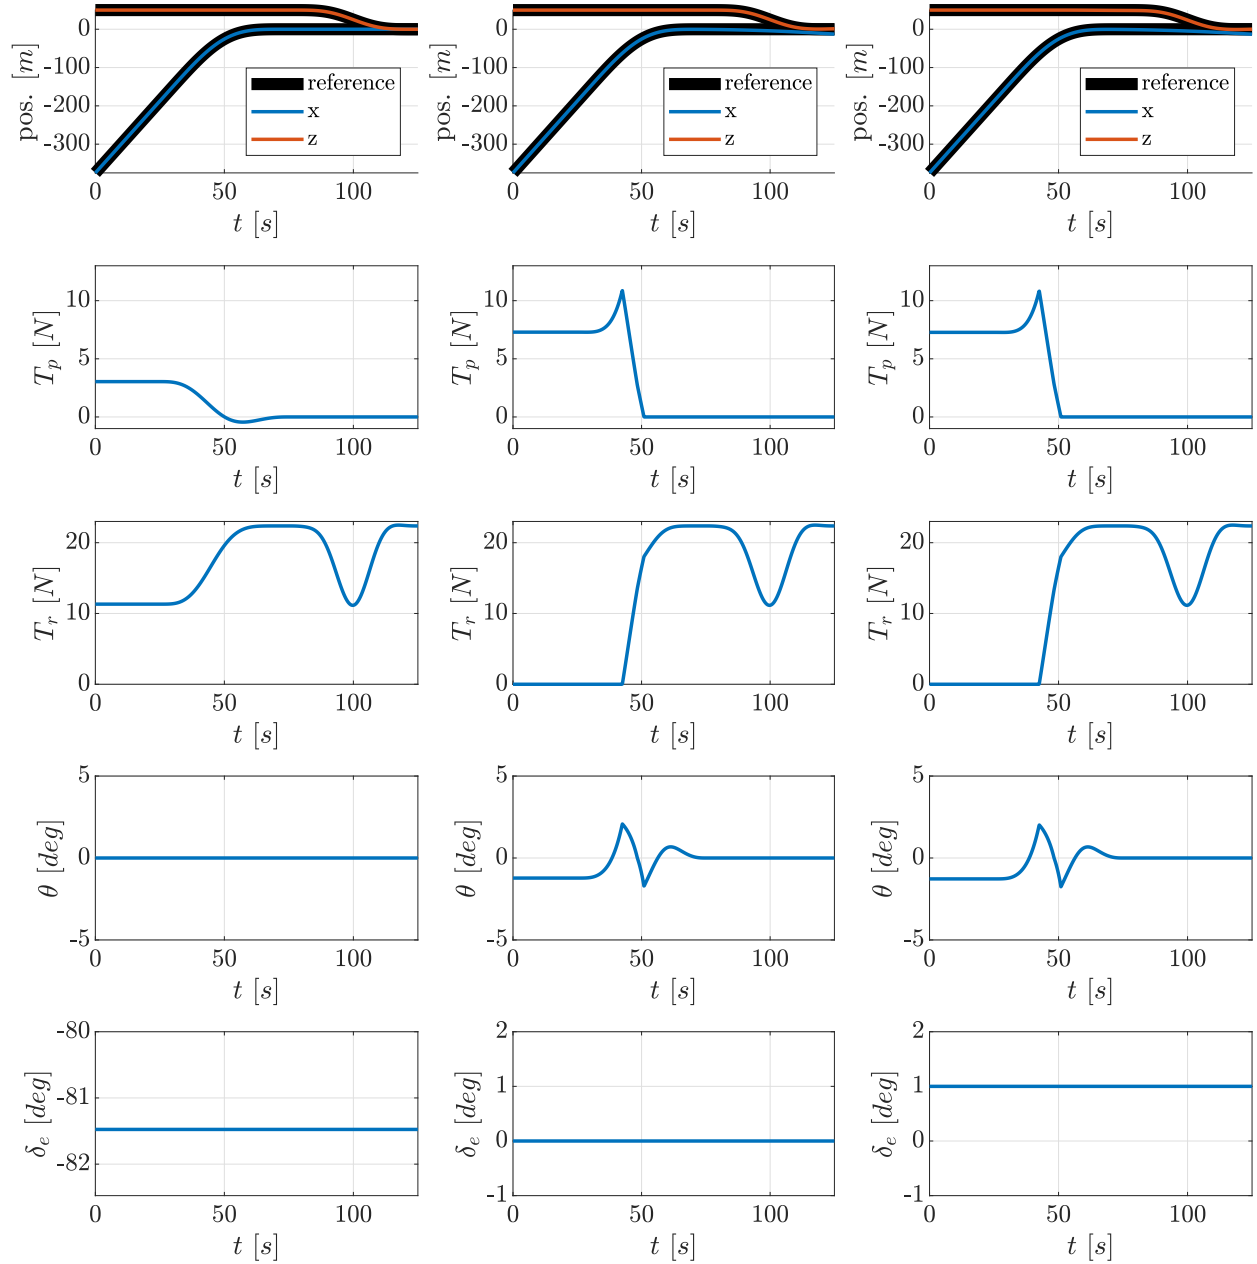 pos. [m]
0
-100
-200
-300
reference
x
z
0 50 100
t [s]
pos. [m]
0
-100
-200
-300
reference
x
z
0 50 100
t [s]
pos. [m]
0
-100
-200
-300
reference
x
z
0 50 100
t [s]
T_p [N]
10
5
0
0 50 100
t [s]
T_p [N]
10
5
0
0 50 100
t [s]
T_p [N]
10
5
0
0 50 100
t [s]
T_r [N]
20
10
0
0 50 100
t [s]
T_r [N]
20
10
0
0 50 100
t [s]
T_r [N]
20
10
0
0 50 100
t [s]
θ [deg]
5
0
-5
0 50 100
t [s]
θ [deg]
5
0
-5
0 50 100
t [s]
θ [deg]
5
0
-5
0 50 100
t [s]
δ_e [deg]
-80
-81
-82
0 50 100
t [s]
δ_e [deg]
2
1
0
-1
0 50 100
t [s]
δ_e [deg]
2
1
0
-1
0 50 100
t [s]